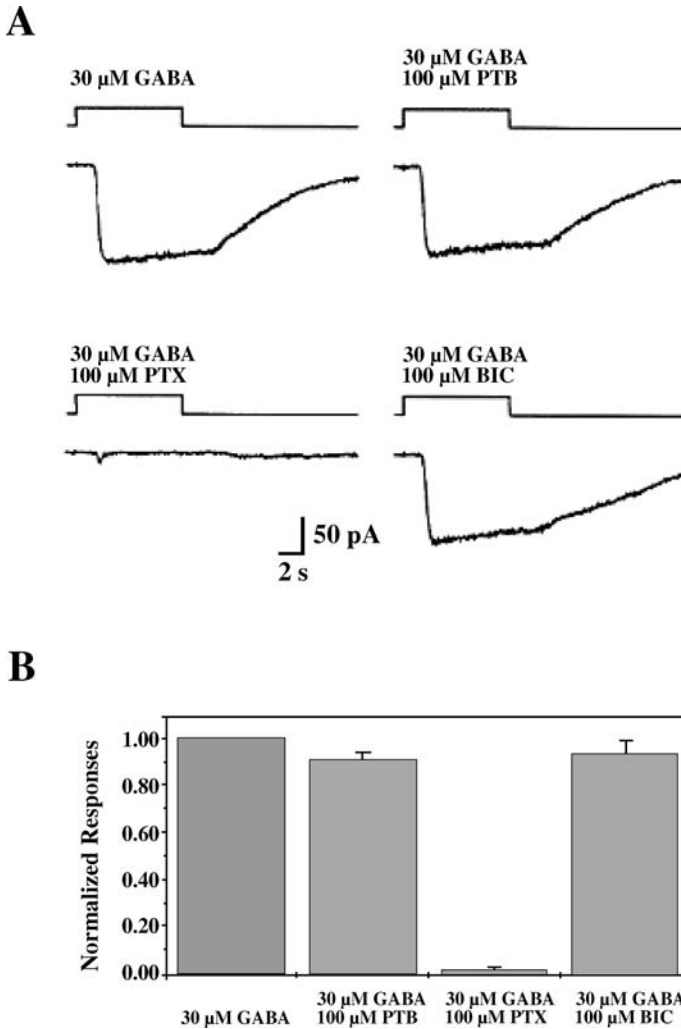 A
30 µM GABA
30 µM GABA
100 µM PTB
30 µM GABA
100 µM PTX
30 µM GABA
100 µM BIC
50 pA
2 s
B
Normalized Responses
1.00
0.80
0.60
0.40
0.20
0.00
30 µM GABA
30 µM GABA
100 µM PTB
30 µM GABA
100 µM PTX
30 µM GABA
100 µM BIC